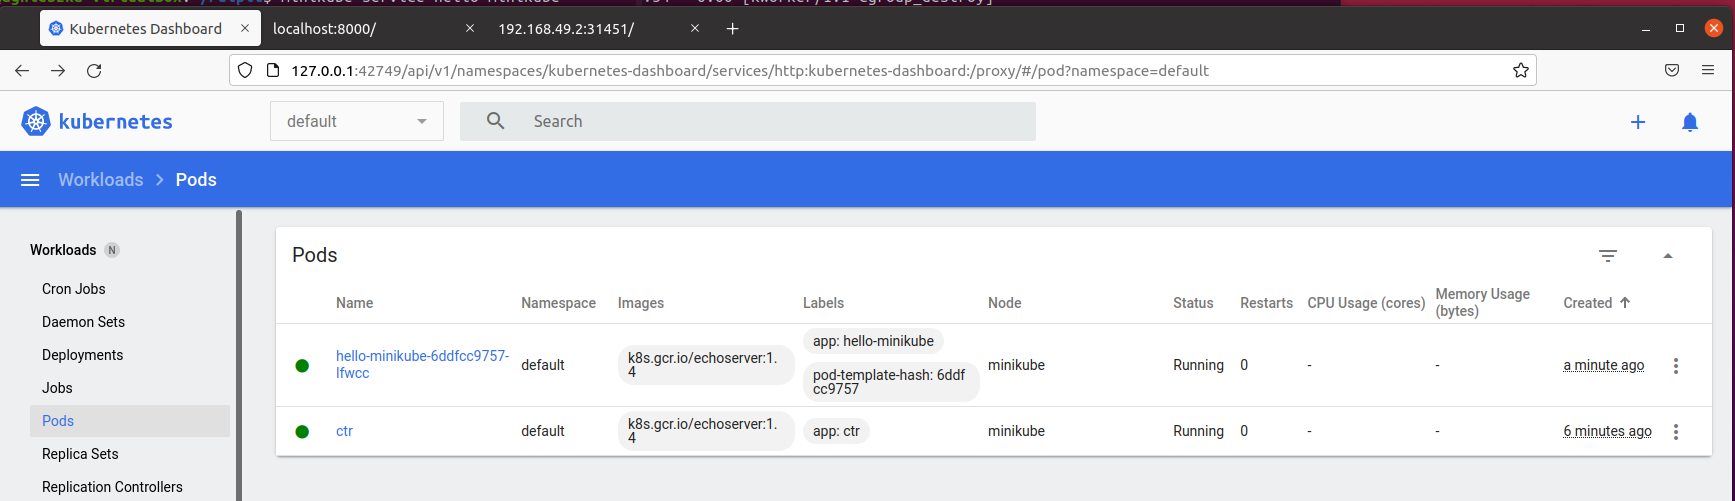 Kubernetes Dashboard
localhost:8000/
192.168.49.2:31451/
127.0.0.1:42749/api/v1/namespaces/kubernetes-dashboard/services/http:kubernetes-dashboard:/proxy/#/pod?namespace=default
kubernetes
default
Search
Workloads > Pods
Workloads N
Cron Jobs
Daemon Sets
Deployments
Jobs
Pods
Replica Sets
Replication Controllers
Pods
Name Namespace Images Labels Node Status Restarts CPU Usage (cores) Memory Usage
(bytes) Created
hello-minikube-6ddfcc9757-
lfwcc
default
k8s.gcr.io/echoserver:1.
4
app: hello-minikube
pod-template-hash: 6ddf
cc9757
minikube
Running
0
-
-
a minute ago
ctr
default
k8s.gcr.io/echoserver:1.
4
app: ctr
minikube
Running
0
-
-
6 minutes ago